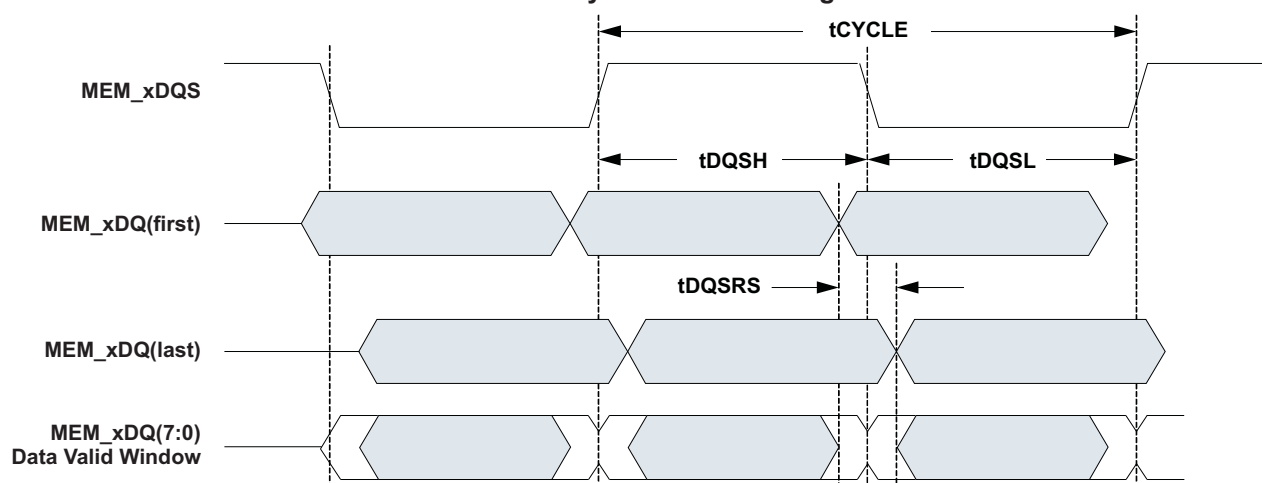 tCYCLE
MEM_xDQS
tDQSH
tDQSL
MEM_xDQ(first)
tDQSRS
MEM_xDQ(last)
MEM_xDQ(7:0)
Data Valid Window